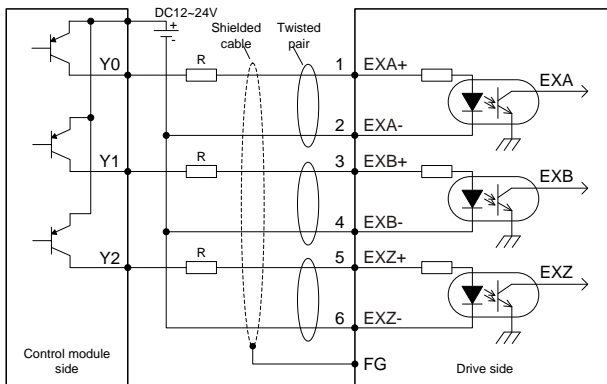 DC12~24V
+
-
Shielded
cable
Twisted
pair
Y0
R
1
EXA+
EXA
2
EXA-
Y1
R
3
EXB+
EXB
4
EXB-
Y2
R
5
EXZ+
EXZ
6
EXZ-
FG
Control module
side
Drive side